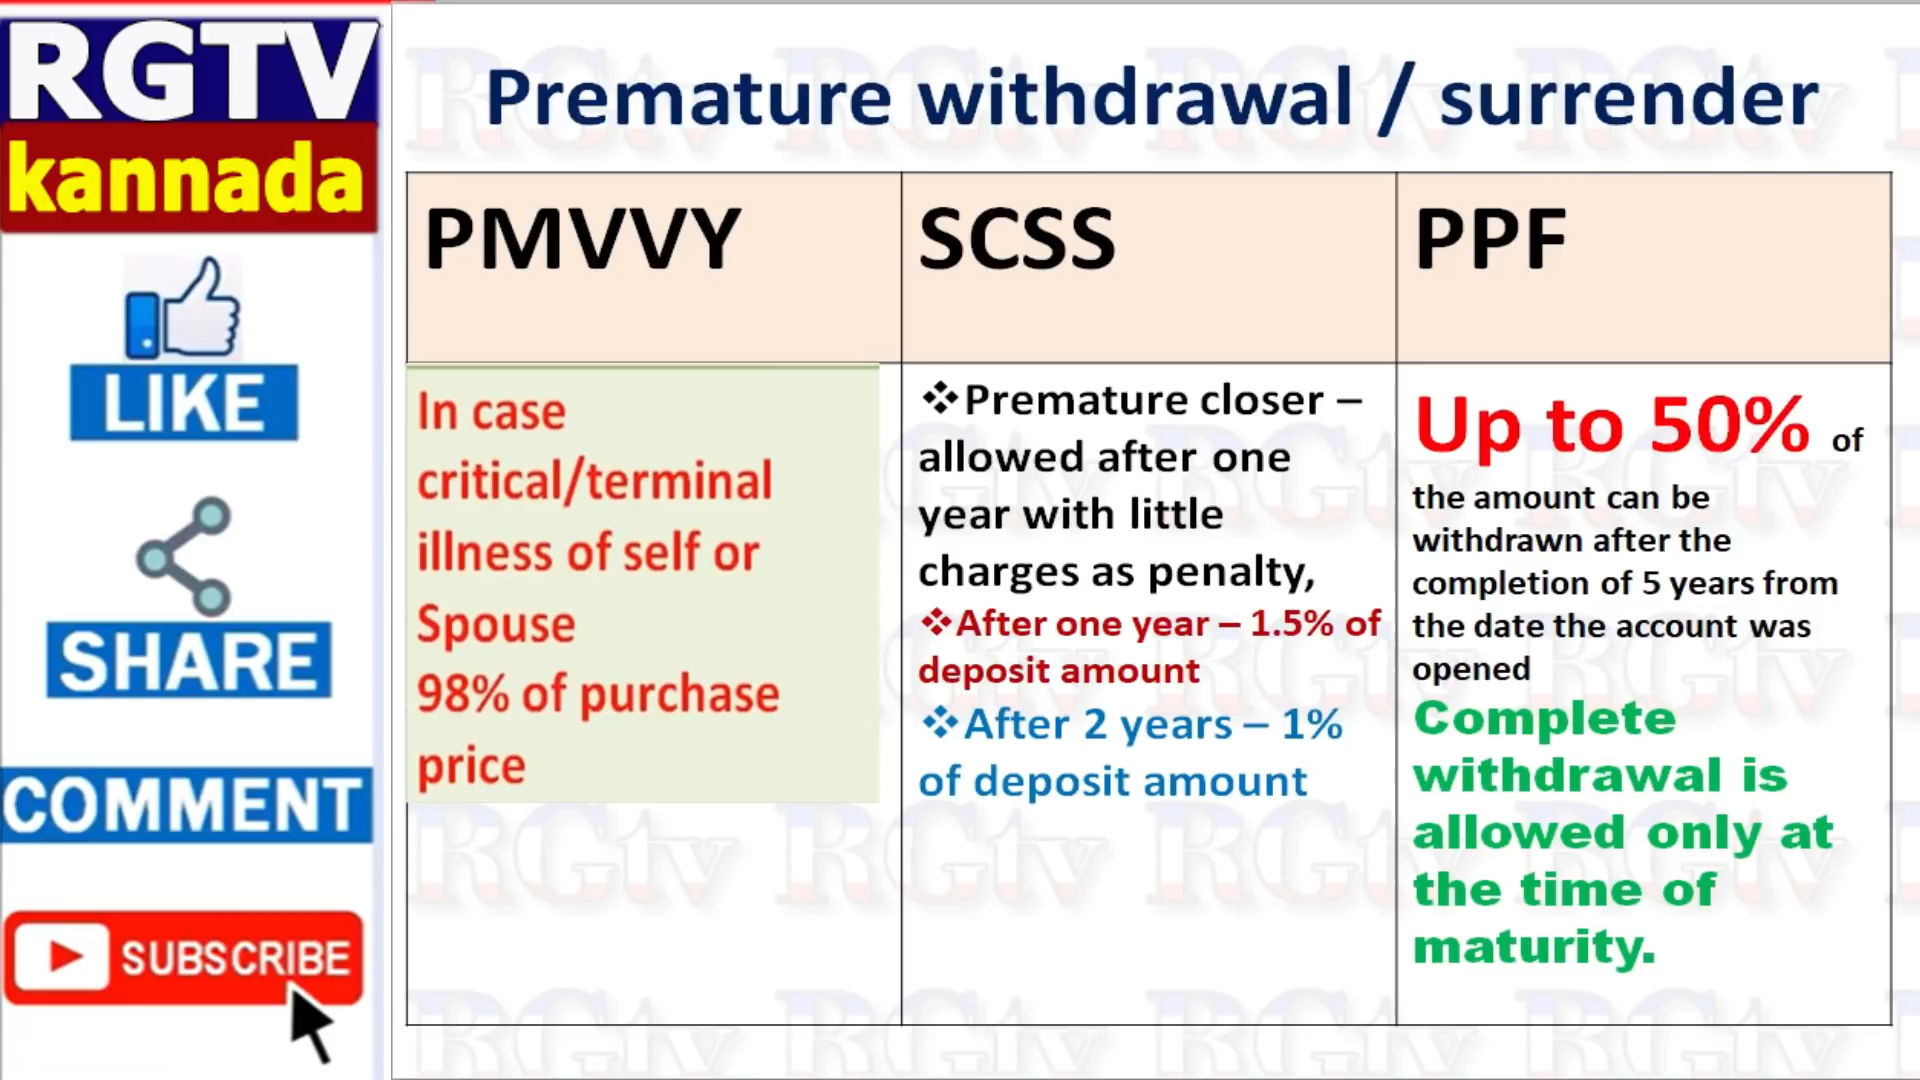 RGTV
kannada
LIKE
SHARE
COMMENT
SUBSCRIBE
Premature withdrawal / surrender
PMVVY
In case
critical/terminal
illness of self or
Spouse
98% of purchase
price
SCSS
❖Premature closer –
allowed after one
year with little
charges as penalty,
❖After one year – 1.5% of
deposit amount
❖After 2 years – 1%
of deposit amount
PPF
Up to 50% of
the amount can be
withdrawn after the
completion of 5 years from
the date the account was
opened
Complete
withdrawal is
allowed only at
the time of
maturity.
RGtv RGtv RGtv RGtv